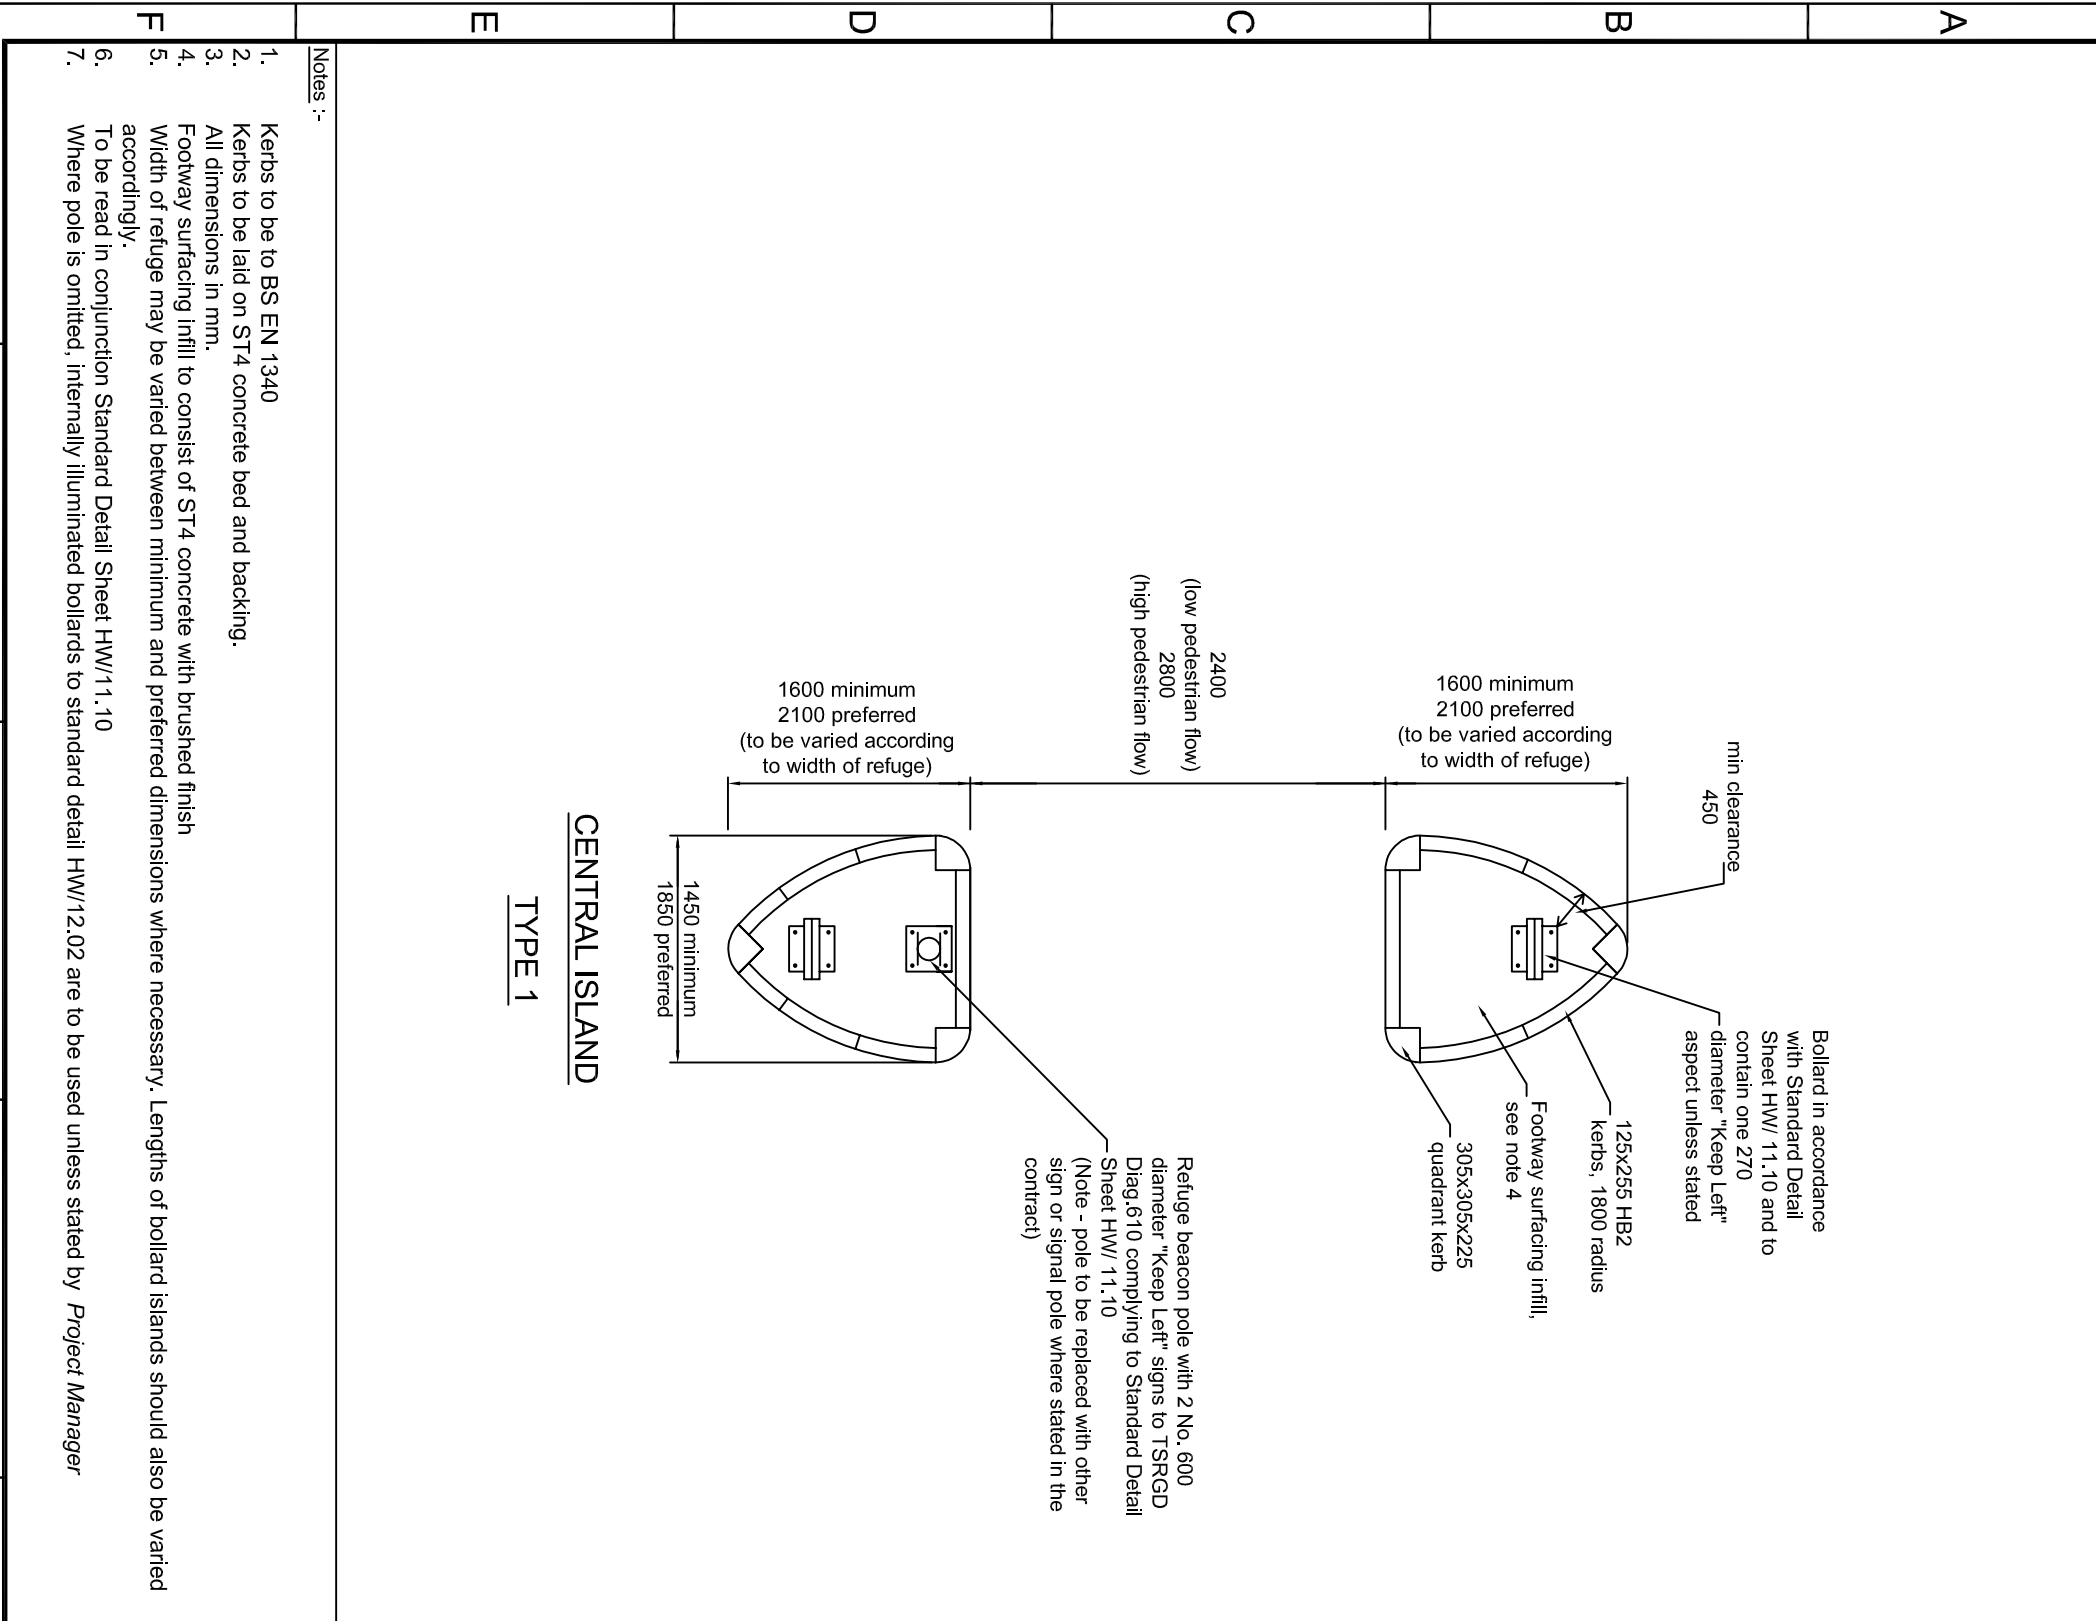 A
B
C
D
E
F
min clearance
450
1600 minimum
2100 preferred
(to be varied according
to width of refuge)
2400
(low pedestrian flow)
2800
(high pedestrian flow)
1600 minimum
2100 preferred
(to be varied according
to width of refuge)
1450 minimum
1850 preferred
Bollard in accordance
with Standard Detail
Sheet HW/ 11.10 and to
contain one 270
diameter "Keep Left"
aspect unless stated
125x255 HB2
kerbs, 1800 radius
Footway surfacing infill,
see note 4
305x305x225
quadrant kerb
Refuge beacon pole with 2 No. 600
diameter "Keep Left" signs to TSRGD
Diag.610 complying to Standard Detail
Sheet HW/ 11.10
(Note - pole to be replaced with other
sign or signal pole where stated in the
contract)
CENTRAL ISLAND
TYPE 1
Notes :-
1. Kerbs to be to BS EN 1340
2. Kerbs to be laid on ST4 concrete bed and backing.
3. All dimensions in mm.
4. Footway surfacing infill to consist of ST4 concrete with brushed finish
5. Width of refuge may be varied between minimum and preferred dimensions where necessary. Lengths of bollard islands should also be varied
accordingly.
6. To be read in conjunction Standard Detail Sheet HW/11.10
7. Where pole is omitted, internally illuminated bollards to standard detail HW/12.02 are to be used unless stated by Project Manager